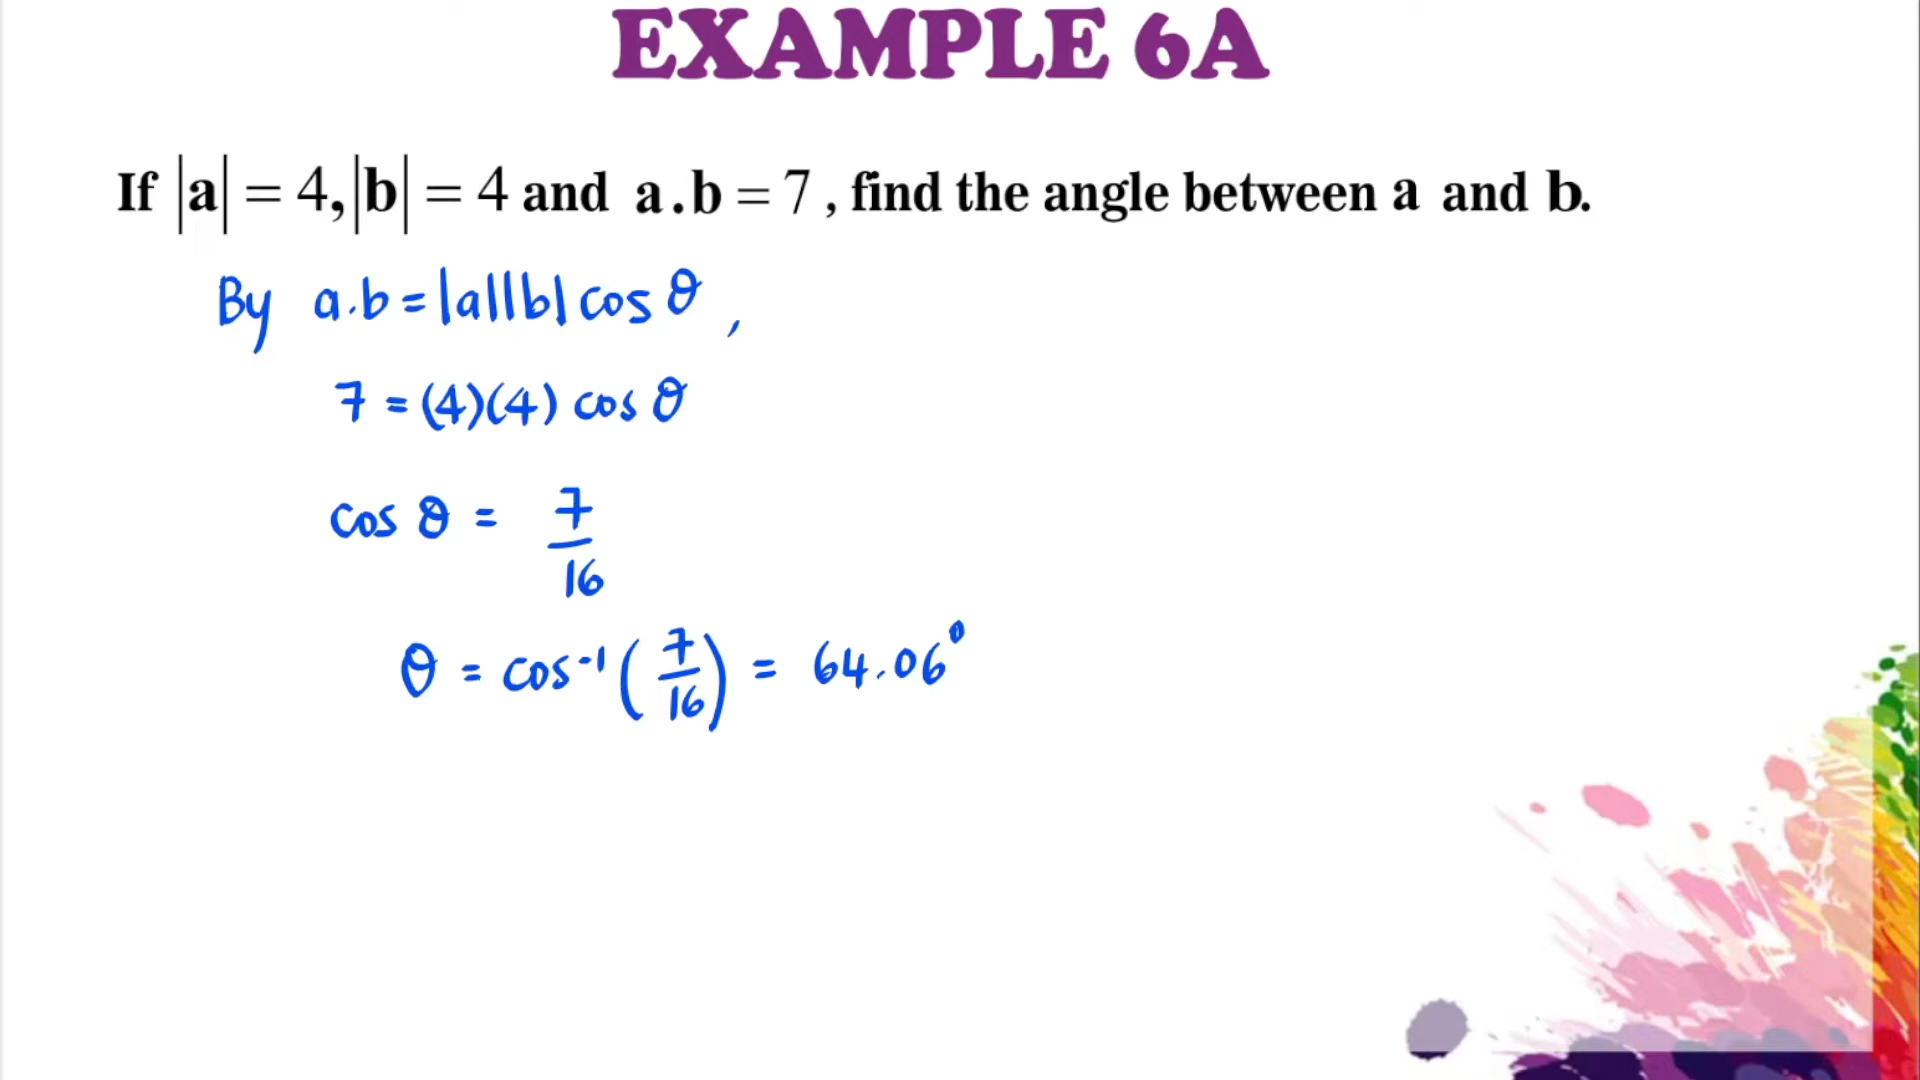 EXAMPLE 6A
If |a| = 4, |b| = 4 and a.b = 7, find the angle between a and b.
By a.b = |a||b| cos θ,
7 = (4)(4) cos θ
cos θ = 7/16
θ = cos⁻¹ (7/16) = 64.06°